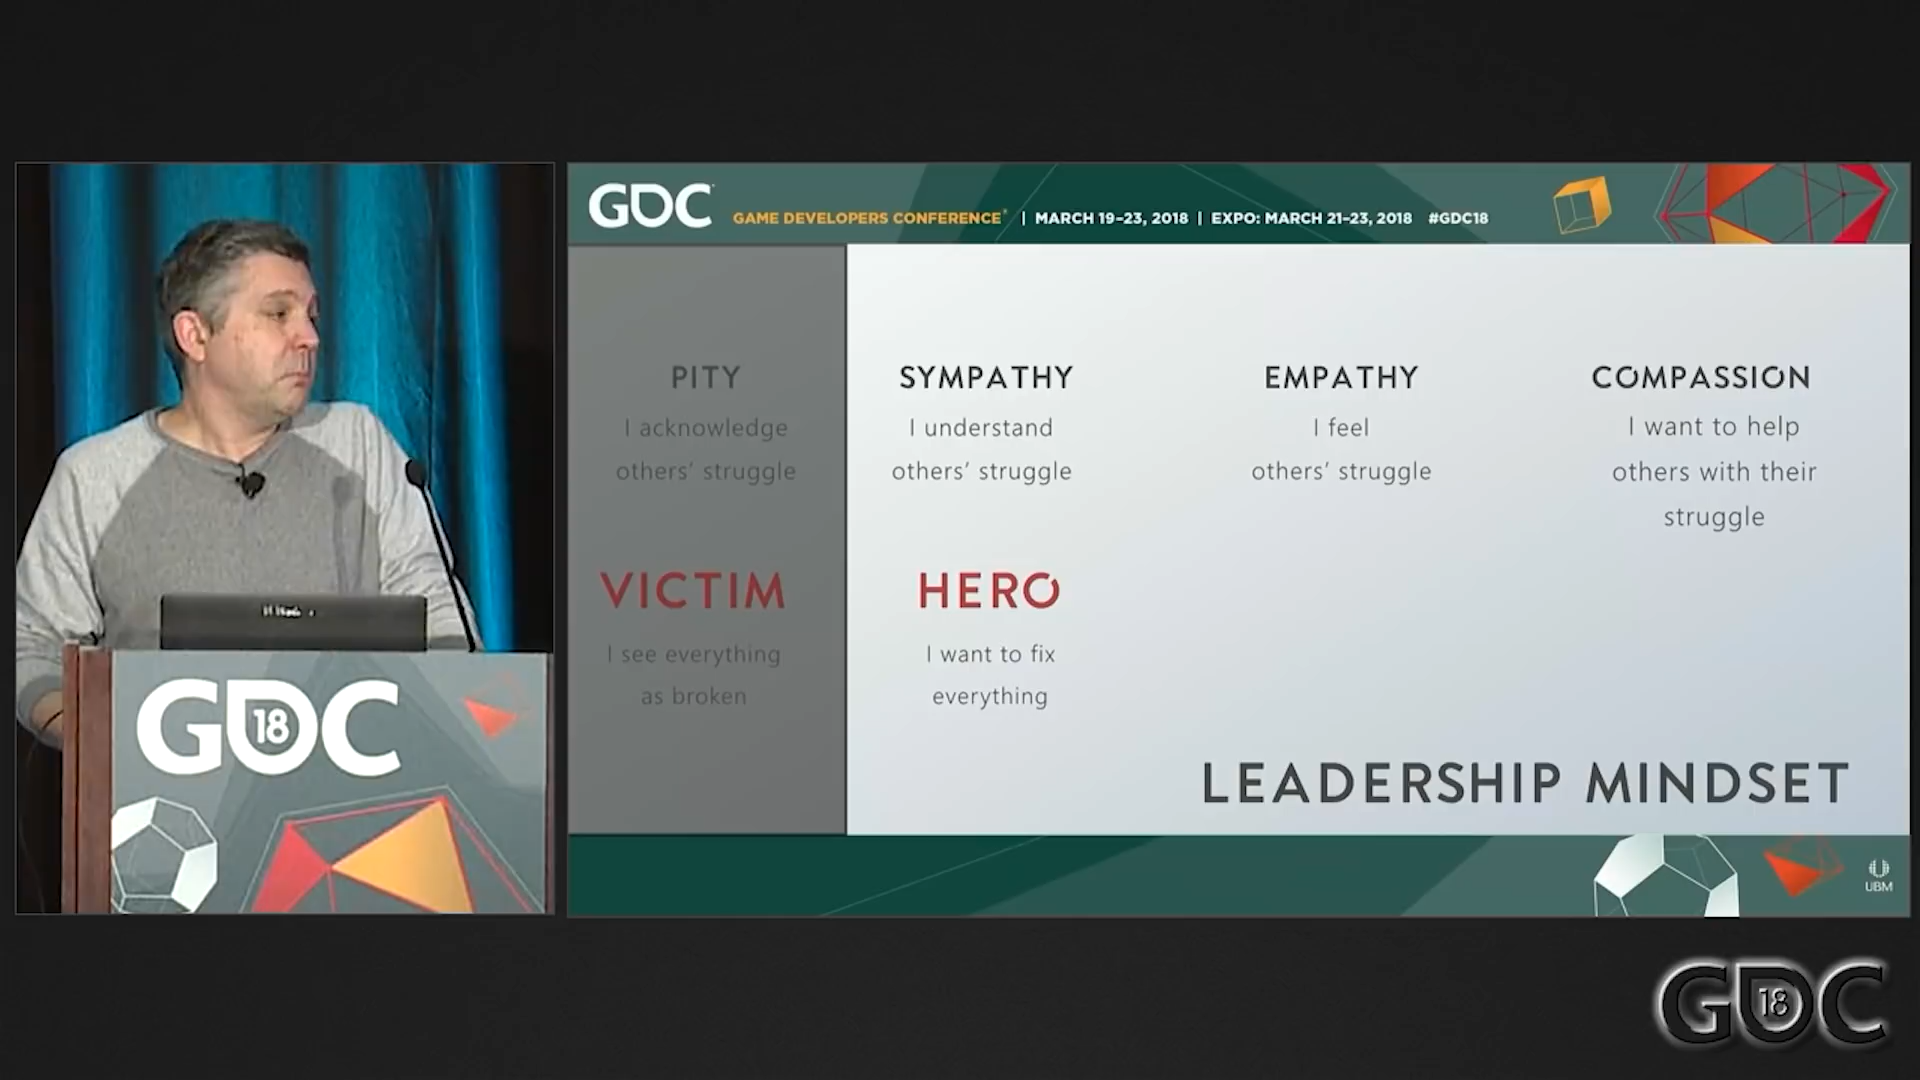 GDC
GAME DEVELOPERS CONFERENCE® | MARCH 19–23, 2018 | EXPO: MARCH 21–23, 2018 #GDC18
PITY
I acknowledge
others’ struggle
SYMPATHY
I understand
others’ struggle
EMPATHY
I feel
others’ struggle
COMPASSION
I want to help
others with their
struggle
VICTIM
I see everything
as broken
HERO
I want to fix
everything
LEADERSHIP MINDSET
UBM
GDC
18
GDC
18